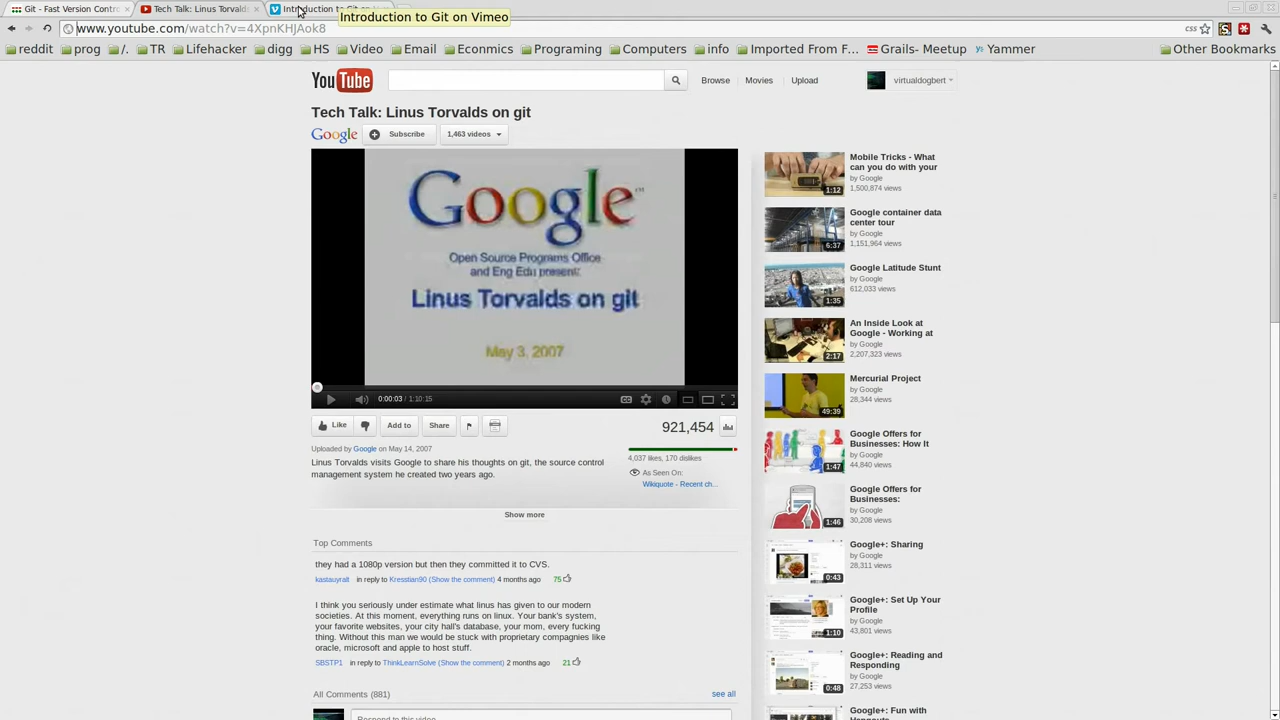 Git - Fast Version Contro
Tech Talk: Linus Torvalds
Introduction to Git on
Introduction to Git on Vimeo
www.youtube.com/watch?v=4XpnKHJAok8
css
reddit
prog
/.
TR
Lifehacker
digg
HS
Video
Email
Econmics
Programing
Computers
info
Imported From F...
Grails- Meetup
Yammer
Other Bookmarks
YouTube
Browse
Movies
Upload
virtualdogbert
Tech Talk: Linus Torvalds on git
Google
Subscribe
1,463 videos
Google™
Open Source Programs Office
and Eng Edu present:
Linus Torvalds on git
May 3, 2007
0:00:03 / 1:10:15
Like
Add to
Share
921,454
Uploaded by Google on May 14, 2007
Linus Torvalds visits Google to share his thoughts on git, the source control
management system he created two years ago.
4,037 likes, 170 dislikes
As Seen On:
Wikiquote - Recent ch...
Show more
Top Comments
they had a 1080p version but then they committed it to CVS.
kastauyralt in reply to Kresstian90 (Show the comment) 4 months ago 75
I think you seriously under estimate what linus has given to our modern
societies. At this moment, everything runs on linux. Your bank's system,
your favorite websites, your city hall's database, your mom, every fucking
thing. Without this man we would be stuck with proprietary compagnies like
microsoft and apple to host stuff.
SBSTP1 in reply to ThinkLearnSolve (Show the comment) 2 months ago 21
All Comments (881)
see all
Respond to this video...
Mobile Tricks - What
can you do with your
by Google
1,500,874 views
1:12
Google container data
center tour
by Google
1,151,964 views
6:37
Google Latitude Stunt
by Google
612,033 views
1:35
An Inside Look at
Google - Working at
by Google
2,207,323 views
2:17
Mercurial Project
by Google
28,344 views
49:39
Google Offers for
Businesses: How It
by Google
44,840 views
1:47
Google Offers for
Businesses:
by Google
30,208 views
1:46
Google+: Sharing
by Google
28,311 views
0:43
Google+: Set Up Your
Profile
by Google
43,801 views
1:10
Google+: Reading and
Responding
by Google
27,253 views
0:48
Google+: Fun with